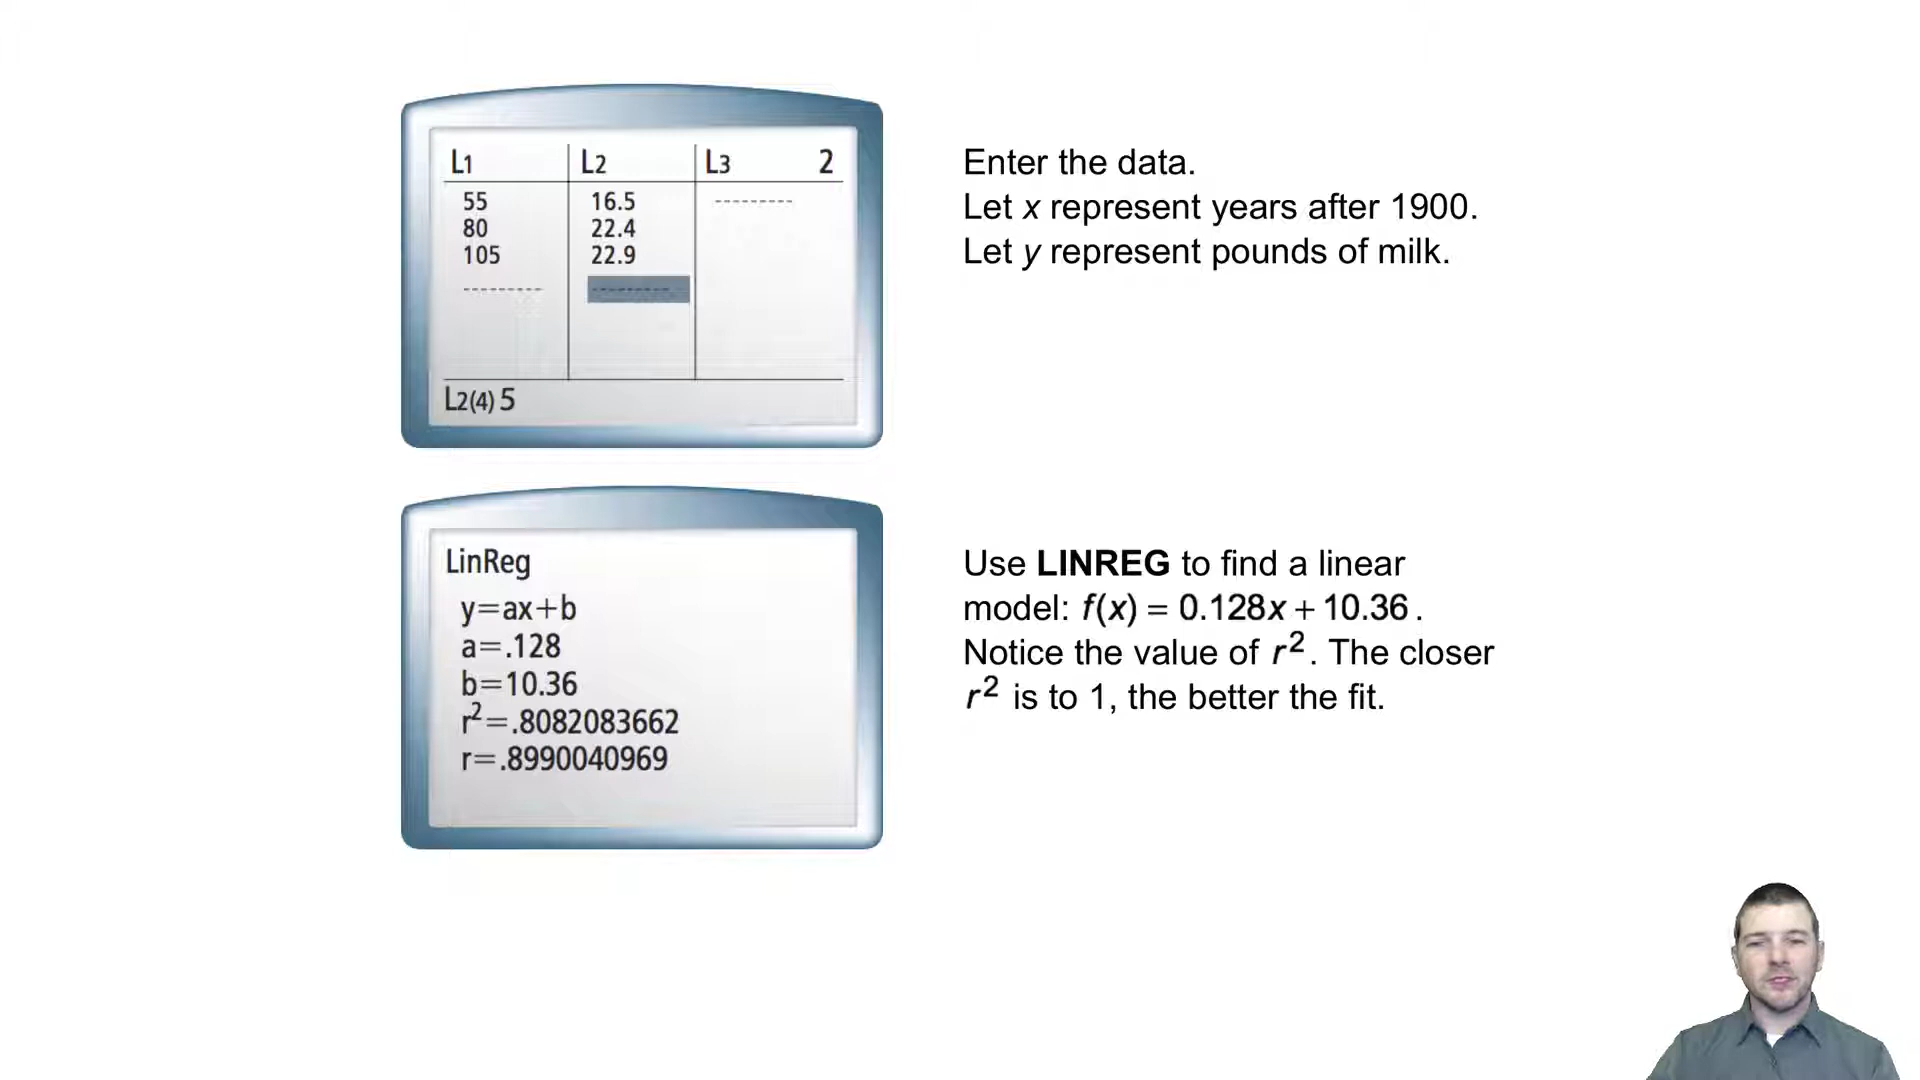 L1 L2 L3 2
55 16.5 ---------
80 22.4
105 22.9
--------- ---------
L2(4) 5
Enter the data.
Let x represent years after 1900.
Let y represent pounds of milk.
LinReg
y=ax+b
a=.128
b=10.36
r²=.8082083662
r=.8990040969
Use LINREG to find a linear
model: f(x) = 0.128x + 10.36 .
Notice the value of r² . The closer
r² is to 1, the better the fit.